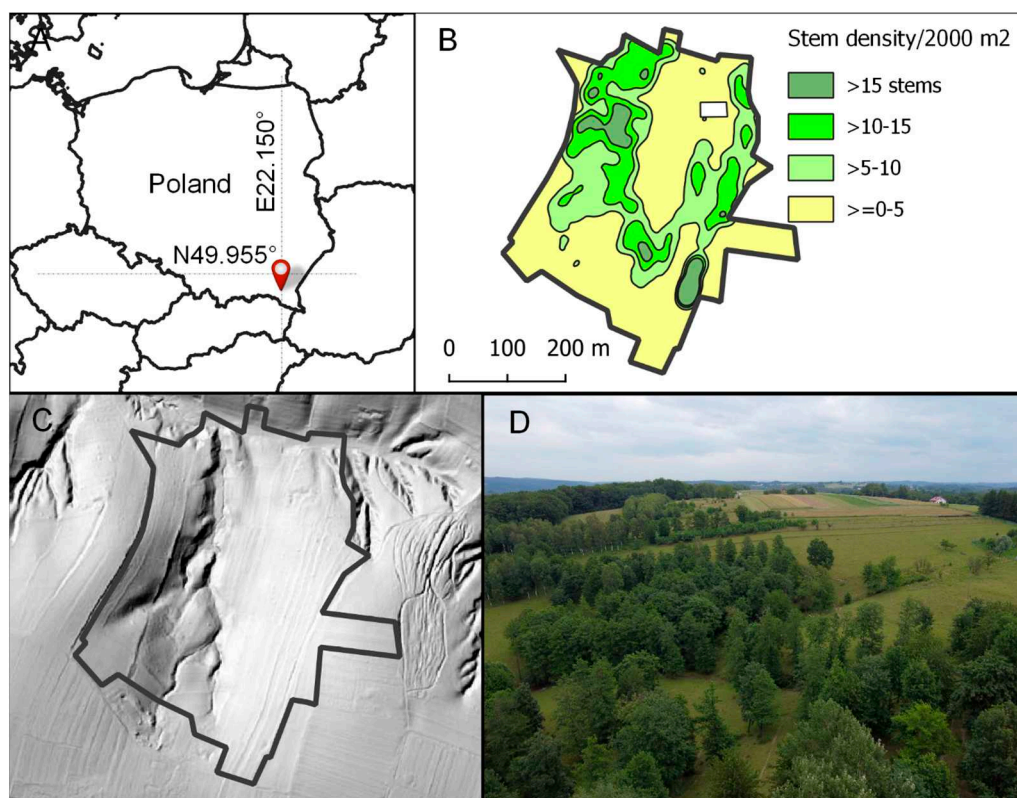 A
Poland
E22.150°
N49.955°
B
Stem density/2000 m2
>15 stems
>10-15
>5-10
>=0-5
0 100 200 m
C
D